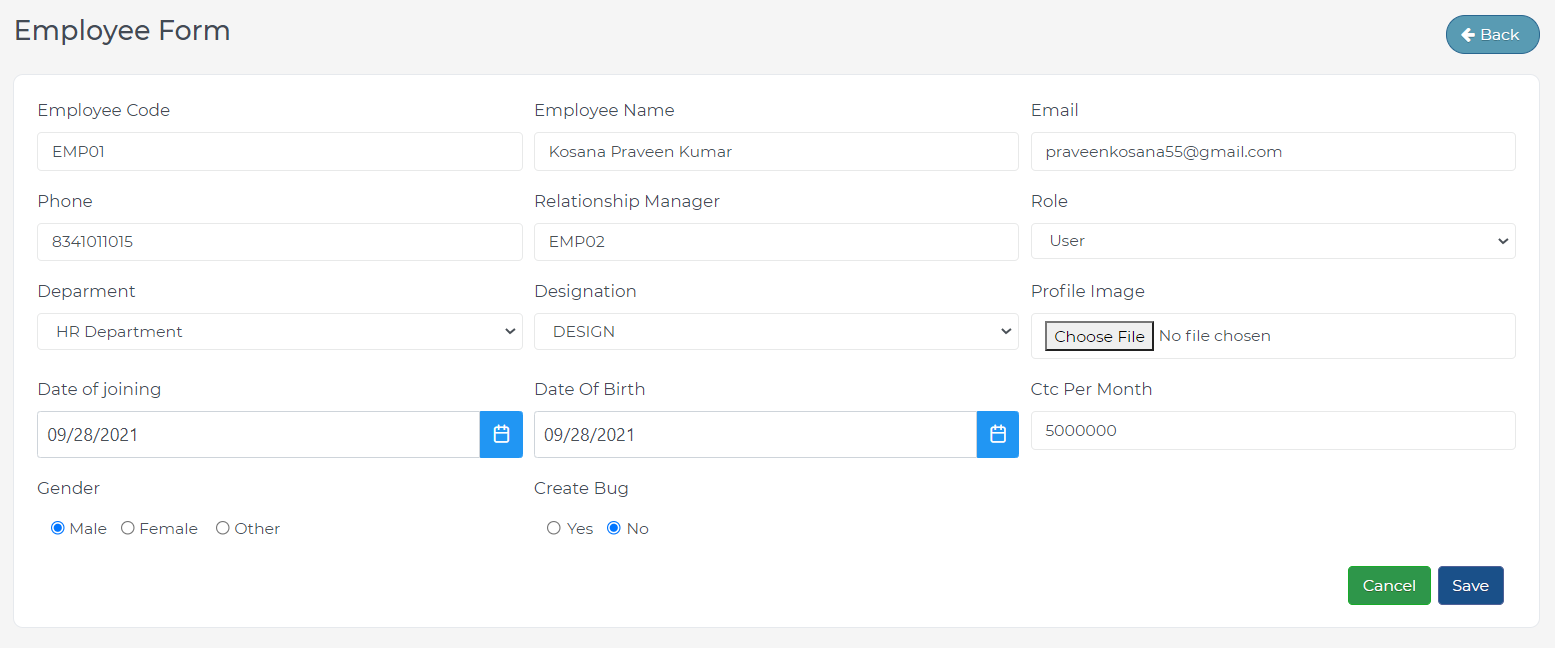 Employee Form
Back
Employee Code Employee Name Email
EMP01 Kosana Praveen Kumar praveenkosana55@gmail.com
Phone Relationship Manager Role
8341011015 EMP02 User
Deparment Designation Profile Image
HR Department DESIGN Choose File No file chosen
Date of joining Date Of Birth Ctc Per Month
09/28/2021 09/28/2021 5000000
Gender Create Bug
Male Female Other Yes No
Cancel Save